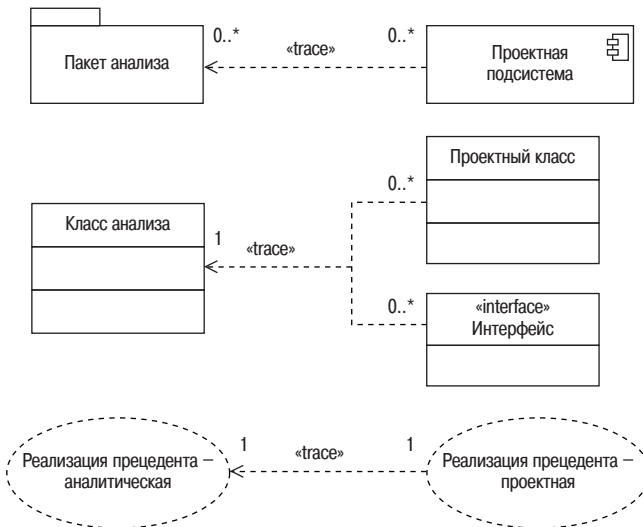 0..*
«trace»
0..*
Пакет анализа
Проектная
подсистема
Проектный класс
0..*
Класс анализа
1
«trace»
0..*
«interface»
Интерфейс
1
«trace»
1
Реализация прецедента –
аналитическая
Реализация прецедента –
проектная